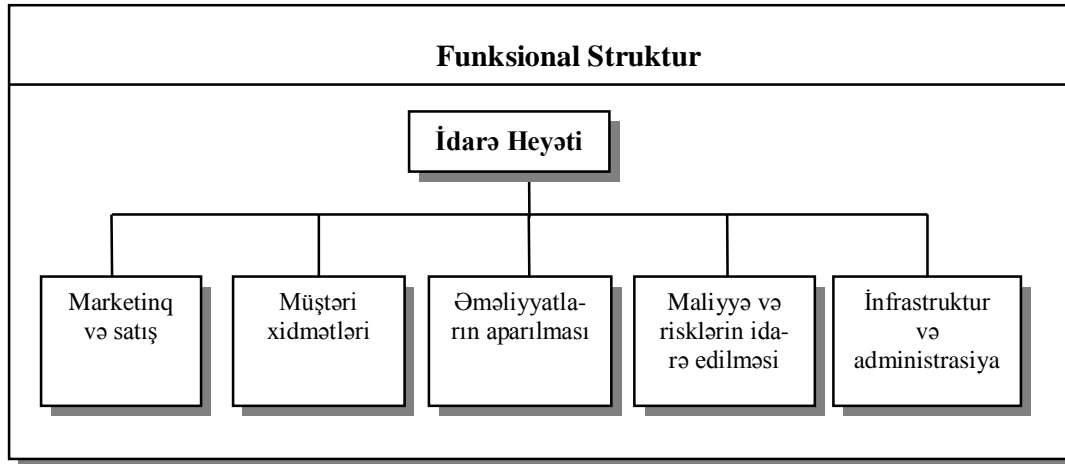 Funksional Struktur
İdarə Heyəti
Marketinq
və satış
Müştəri
xidmətləri
Əməliyyatla-
rın aparılması
Maliyyə və
risklərin ida-
rə edilməsi
İnfrastruktur
və
administrasiya